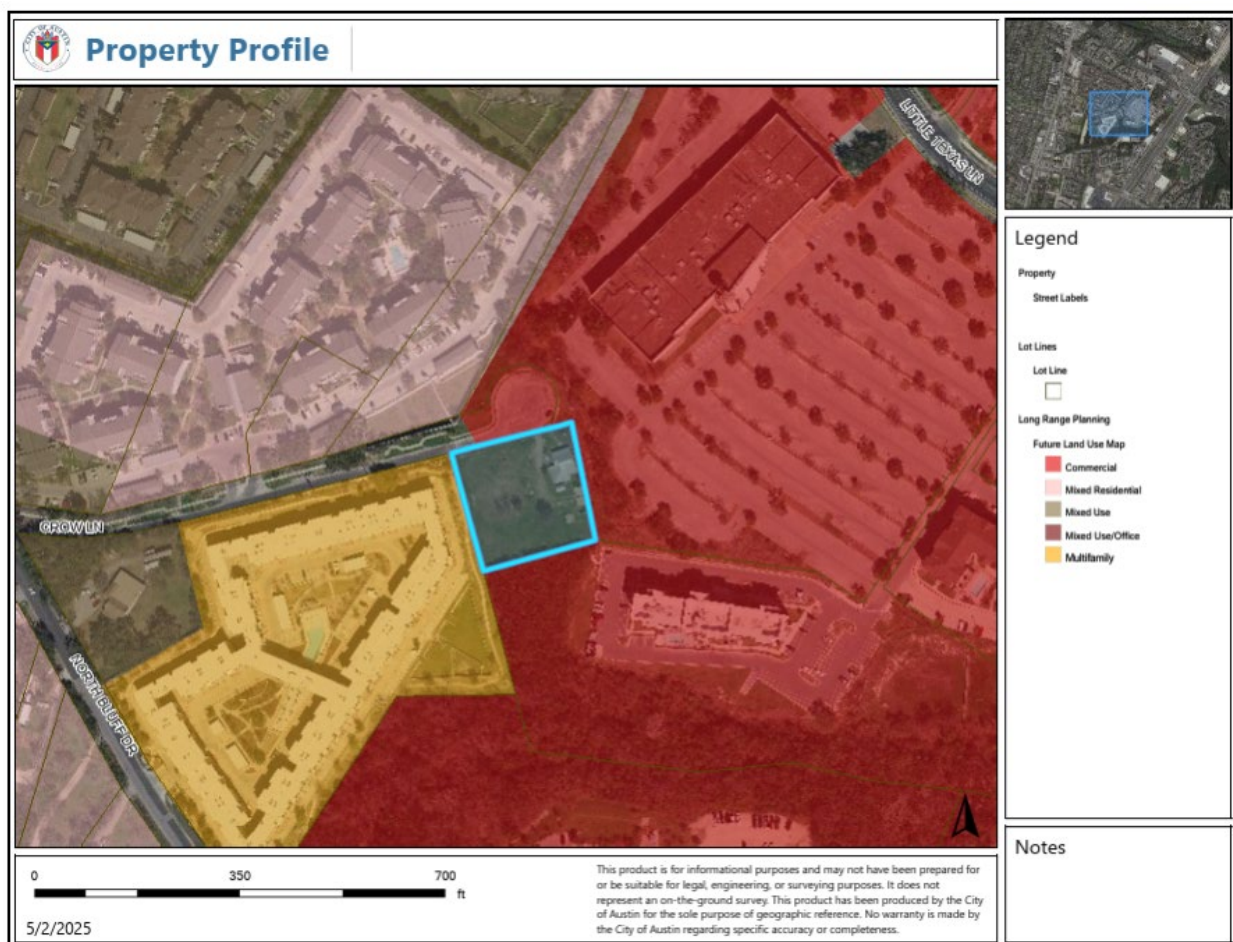 Property Profile
LITTLE TEXAS LN
CROW LN
NORTH BLUFF DR
Legend
Property
Street Labels
Lot Lines
Lot Line
Long Range Planning
Future Land Use Map
Commercial
Mixed Residential
Mixed Use
Mixed Use/Office
Multifamily
0 350 700
ft
5/2/2025
This product is for informational purposes and may not have been prepared for
or be suitable for legal, engineering, or surveying purposes. It does not
represent an on-the-ground survey. This product has been produced by the City
of Austin for the sole purpose of geographic reference. No warranty is made by
the City of Austin regarding specific accuracy or completeness.
Notes